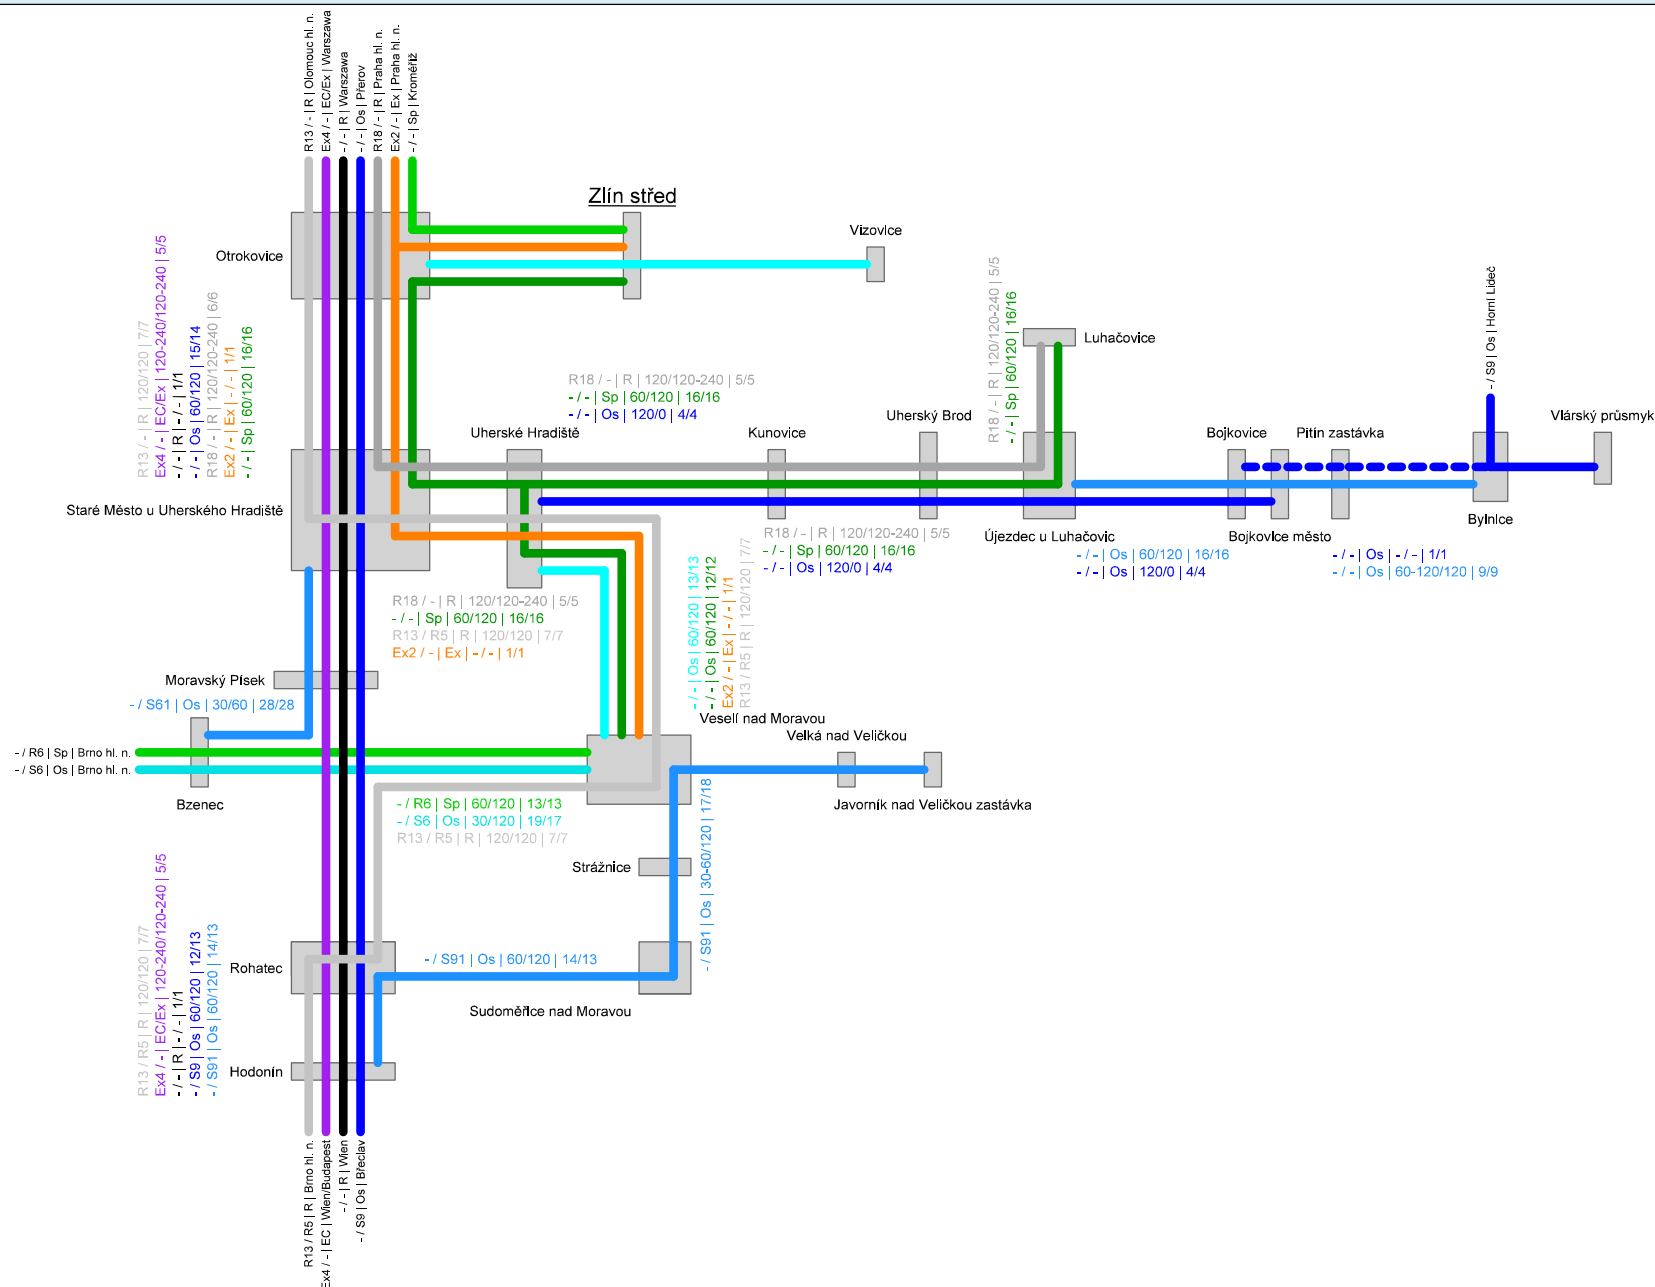 R13 / - | R | Olomouc hl. n.
Ex4 / - | EC/Ex | Warszawa
- / - | R | Warszawa
- / - | Os | Přerov
R18 / - | R | Praha hl. n.
Ex2 / - | Ex | Praha hl. n.
- / - | Sp | Kroměříž
Zlín střed
Vizovice
Otrokovice
R13 / - | R | 120/120 | 7/7
Ex4 / - | EC/Ex | 120-240/120-240 | 5/5
- / - | R | - / - | 1/1
- / - | Os | 60/120 | 15/14
R18 / - | R | 120/120-240 | 6/6
Ex2 / - | Ex | - / - | 1/1
- / - | Sp | 60/120 | 16/16
R18 / - | R | 120/120-240 | 5/5
- / - | Sp | 60/120 | 16/16
Luhačovice
- / S9 | Os | Horní Lideč
R18 / - | R | 120/120-240 | 5/5
- / - | Sp | 60/120 | 16/16
- / - | Os | 120/0 | 4/4
Uherské Hradiště
Kunovice
Uherský Brod
Bojkovice
Pitín zastávka
Vlárský průsmyk
Staré Město u Uherského Hradiště
Újezdec u Luhačovic
Bojkovice město
Bylnice
R18 / - | R | 120/120-240 | 5/5
- / - | Sp | 60/120 | 16/16
- / - | Os | 120/0 | 4/4
- / - | Os | 60/120 | 16/16
- / - | Os | 120/0 | 4/4
- / - | Os | - / - | 1/1
- / - | Os | 60-120/120 | 9/9
R18 / - | R | 120/120-240 | 5/5
- / - | Sp | 60/120 | 16/16
R13 / R5 | R | 120/120 | 7/7
Ex2 / - | Ex | - / - | 1/1
- / - | Os | 60/120 | 13/13
- / - | Os | 60/120 | 12/12
Ex2 / - | Ex | - / - | 1/1
R13 / R5 | R | 120/120 | 7/7
Moravský Písek
- / S61 | Os | 30/60 | 28/28
Veselí nad Moravou
Velká nad Veličkou
- / R6 | Sp | Brno hl. n.
- / S6 | Os | Brno hl. n.
Bzenec
Javorník nad Veličkou zastávka
- / R6 | Sp | 60/120 | 13/13
- / S6 | Os | 30/120 | 19/17
R13 / R5 | R | 120/120 | 7/7
Strážnice
- / S91 | Os | 30-60/120 | 17/18
R13 / R5 | R | 120/120 | 7/7
Ex4 / - | EC/Ex | 120-240/120-240 | 5/5
- / - | R | - / - | 1/1
- / S9 | Os | 60/120 | 12/13
- / S91 | Os | 60/120 | 14/13
Rohatec
- / S91 | Os | 60/120 | 14/13
Sudoměřice nad Moravou
Hodonín
R13 / R5 | R | Brno hl. n.
Ex4 / - | EC | Wien/Budapest
- / - | R | Wien
- / S9 | Os | Břeclav